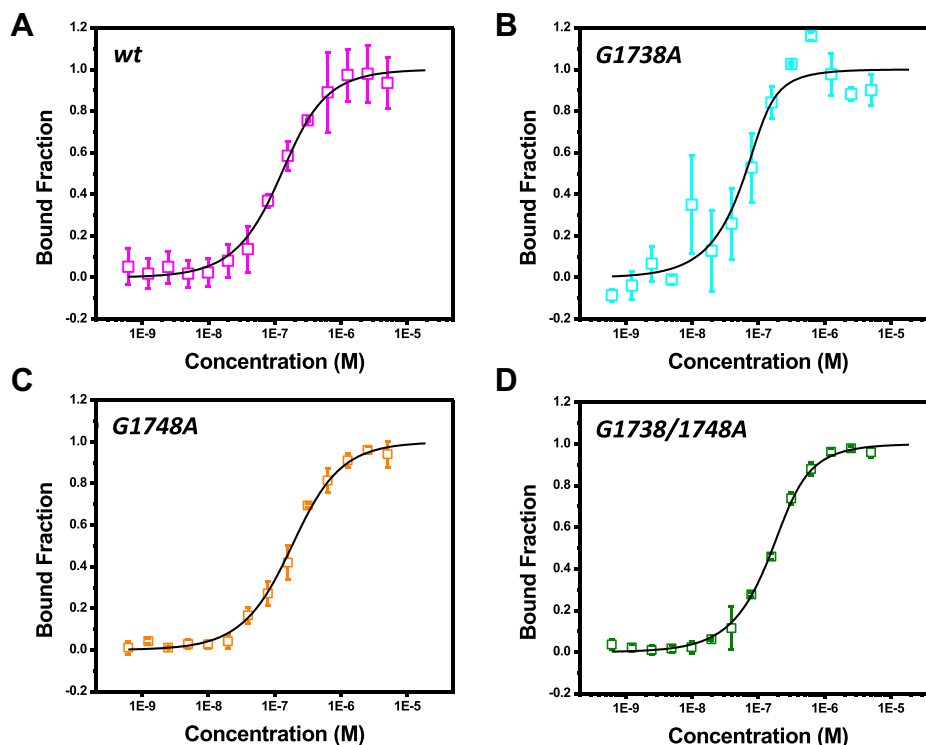 A
wt
1.2
1.0
0.8
0.6
0.4
0.2
0.0
-0.2
Bound Fraction
1E-9 1E-8 1E-7 1E-6 1E-5
Concentration (M)
B
G1738A
1.2
1.0
0.8
0.6
0.4
0.2
0.0
-0.2
Bound Fraction
1E-9 1E-8 1E-7 1E-6 1E-5
Concentration (M)
C
G1748A
1.2
1.0
0.8
0.6
0.4
0.2
0.0
-0.2
Bound Fraction
1E-9 1E-8 1E-7 1E-6 1E-5
Concentration (M)
D
G1738/1748A
1.2
1.0
0.8
0.6
0.4
0.2
0.0
-0.2
Bound Fraction
1E-9 1E-8 1E-7 1E-6 1E-5
Concentration (M)